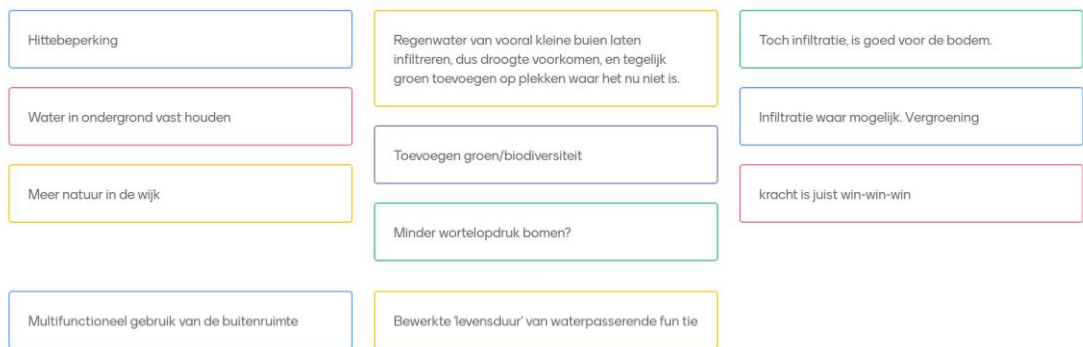 Hittebeperking
Water in ondergrond vast houden
Meer natuur in de wijk
Regenwater van vooral kleine buien laten
infiltreren, dus droogte voorkomen, en tegelijk
groen toevoegen op plekken waar het nu niet is.
Toevoegen groen/biodiversiteit
Minder wortelopdruk bomen?
Toch infiltratie, is goed voor de bodem.
Infiltratie waar mogelijk. Vergroening
kracht is juist win-win-win
Multifunctioneel gebruik van de buitenruimte
Bewerkte 'levensduur' van waterpasserende fun tie